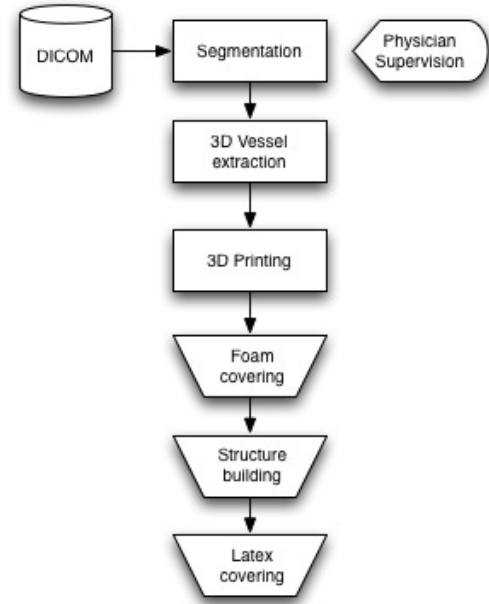 DICOM
Segmentation
Physician
Supervision
3D Vessel
extraction
3D Printing
Foam
covering
Structure
building
Latex
covering